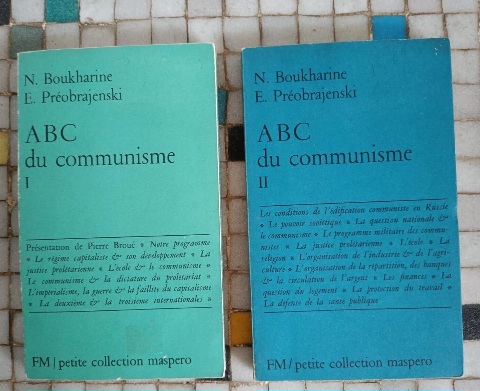 N. Boukharine
E. Préobrajenski
ABC
du communisme
I
Présentation de Pierre Broué * Notre programme
* Le régime capitaliste & son développement * La
justice prolétarienne * L'école & le communisme *
Le communisme & la dictature du prolétariat *
L'impérialisme, la guerre & la faillite du capitalisme
* La deuxième & la troisième internationales *
FM/petite collection maspero
N. Boukharine
E. Préobrajenski
ABC
du communisme
II
Les conditions de l'édification communiste en Russie
* Le pouvoir soviétique * La question nationale &
le communisme * Le programme militaire des commu-
nistes * La justice prolétarienne * L'école * La
religion * L'organisation de l'industrie & de l'agri-
culture * L'organisation de la répartition, des banques
& la circulation de l'argent * Les finances * La
question du logement * La protection du travail *
La défense de la santé publique
FM/petite collection maspero